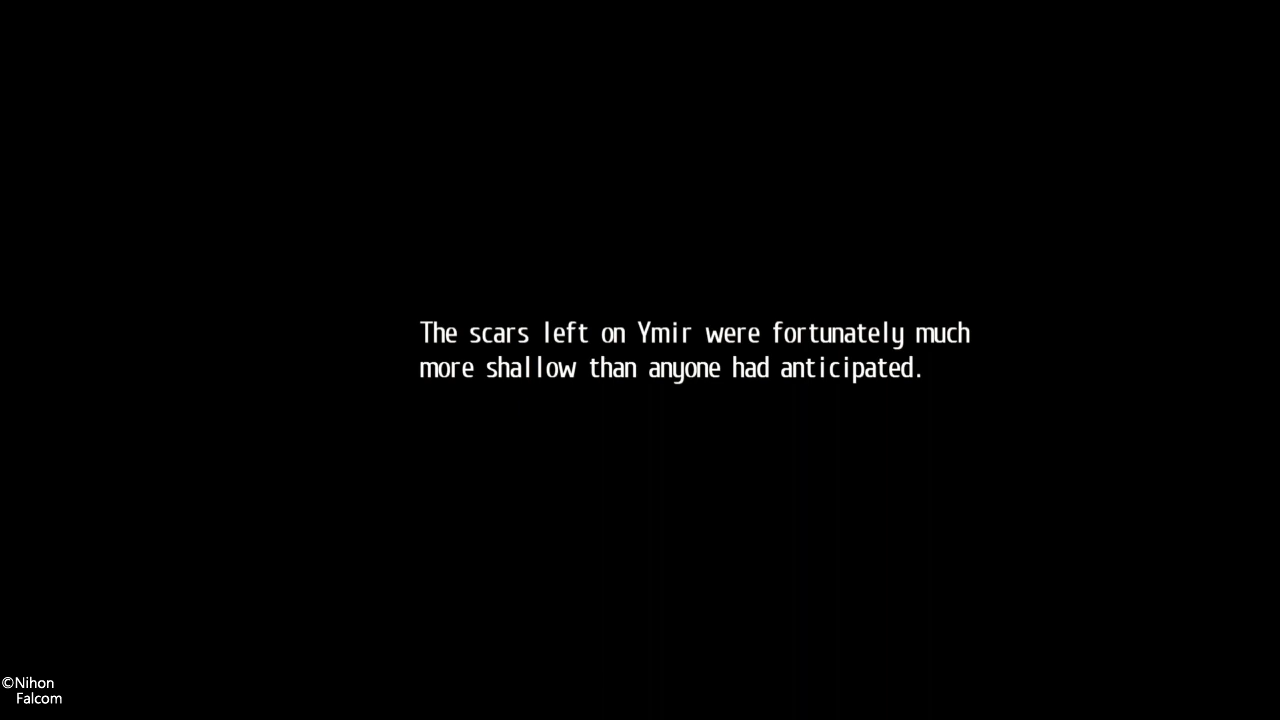 The scars left on Ymir were fortunately much
more shallow than anyone had anticipated.
©Nihon
Falcom